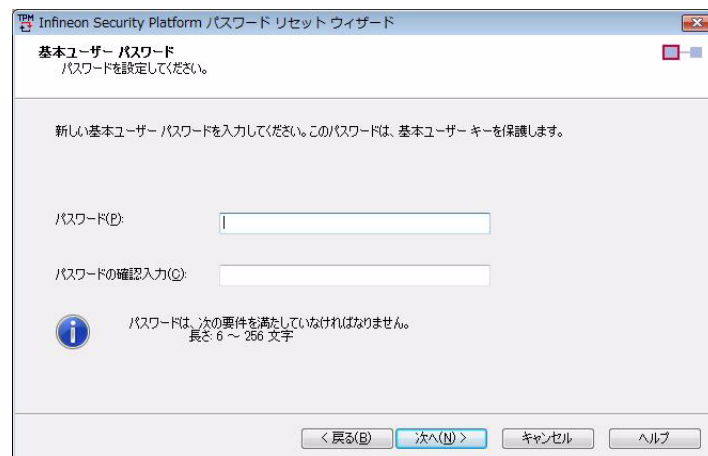 TPM
Infineon Security Platform パスワード リセット ウィザード
基本ユーザー パスワード
パスワードを設定してください。
新しい基本ユーザー パスワードを入力してください。このパスワードは、基本ユーザー キーを保護します。
パスワード(P):
パスワードの確認入力(C):
パスワードは、次の要件を満たしていなければなりません。
長さ: 6 ～ 256 文字
< 戻る(B) 次へ(N) > キャンセル ヘルプ